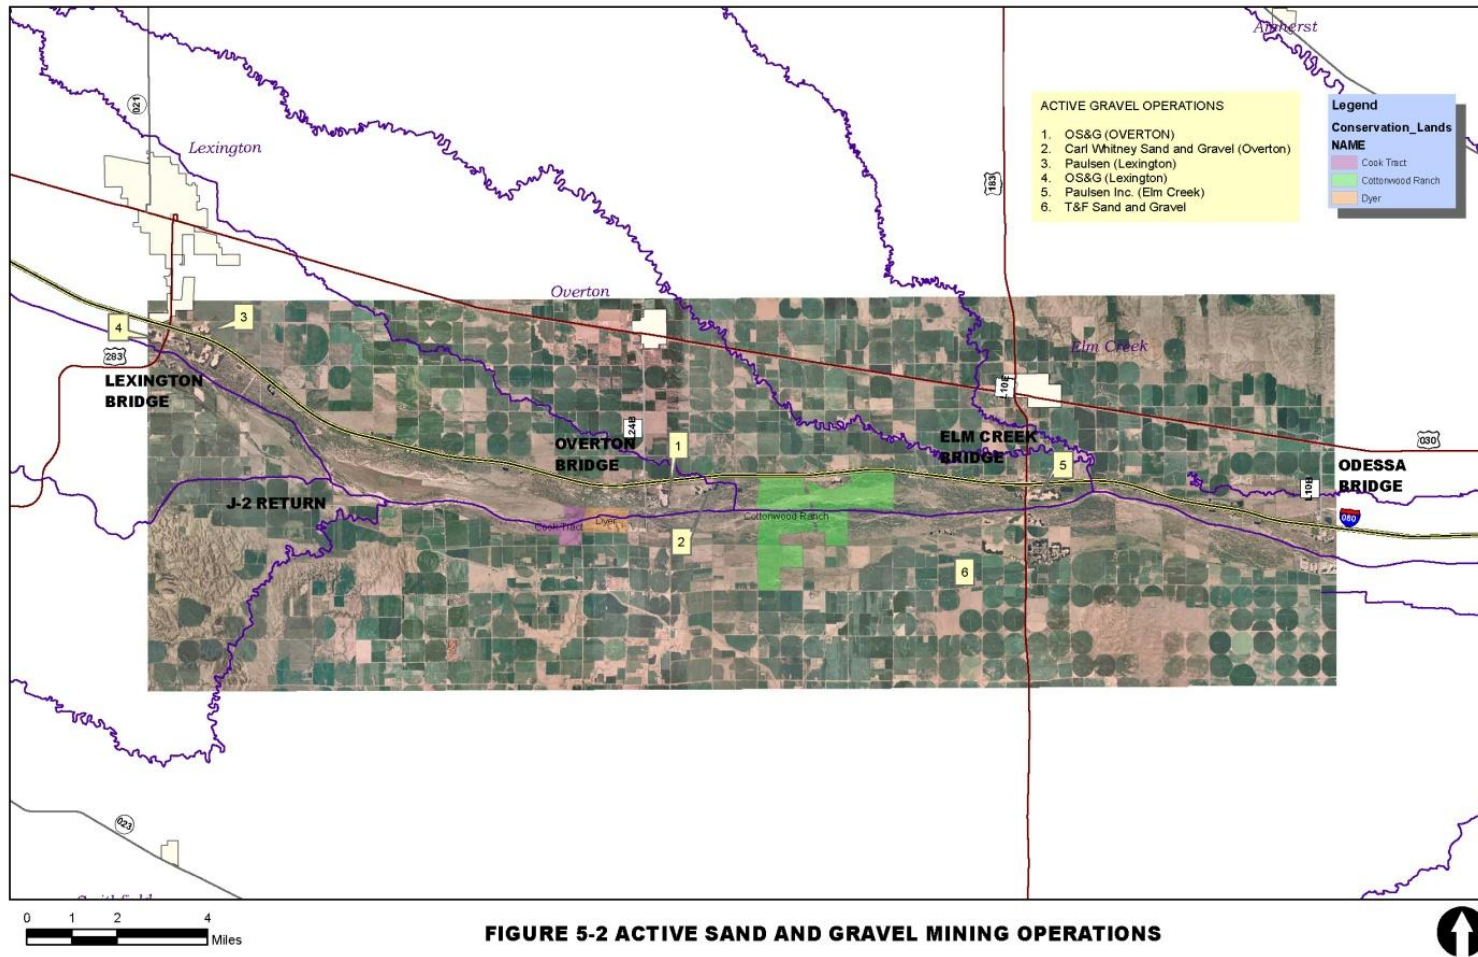 Amherst
021
Lexington
183
ACTIVE GRAVEL OPERATIONS
1. OS&G (OVERTON)
2. Carl Whitney Sand and Gravel (Overton)
3. Paulsen (Lexington)
4. OS&G (Lexington)
5. Paulsen Inc. (Elm Creek)
6. T&F Sand and Gravel
Legend
Conservation_Lands
NAME
Cook Tract
Cottonwood Ranch
Dyer
Overton
3
4
283
LEXINGTON
BRIDGE
Elm Creek
L10E
L24B
OVERTON
BRIDGE
1
ELM CREEK
BRIDGE
5
030
ODESSA
BRIDGE
L10B
080
J-2 RETURN
Cook Tract
Dyer
Cottonwood Ranch
2
6
023
0 1 2 4
Miles
FIGURE 5-2 ACTIVE SAND AND GRAVEL MINING OPERATIONS